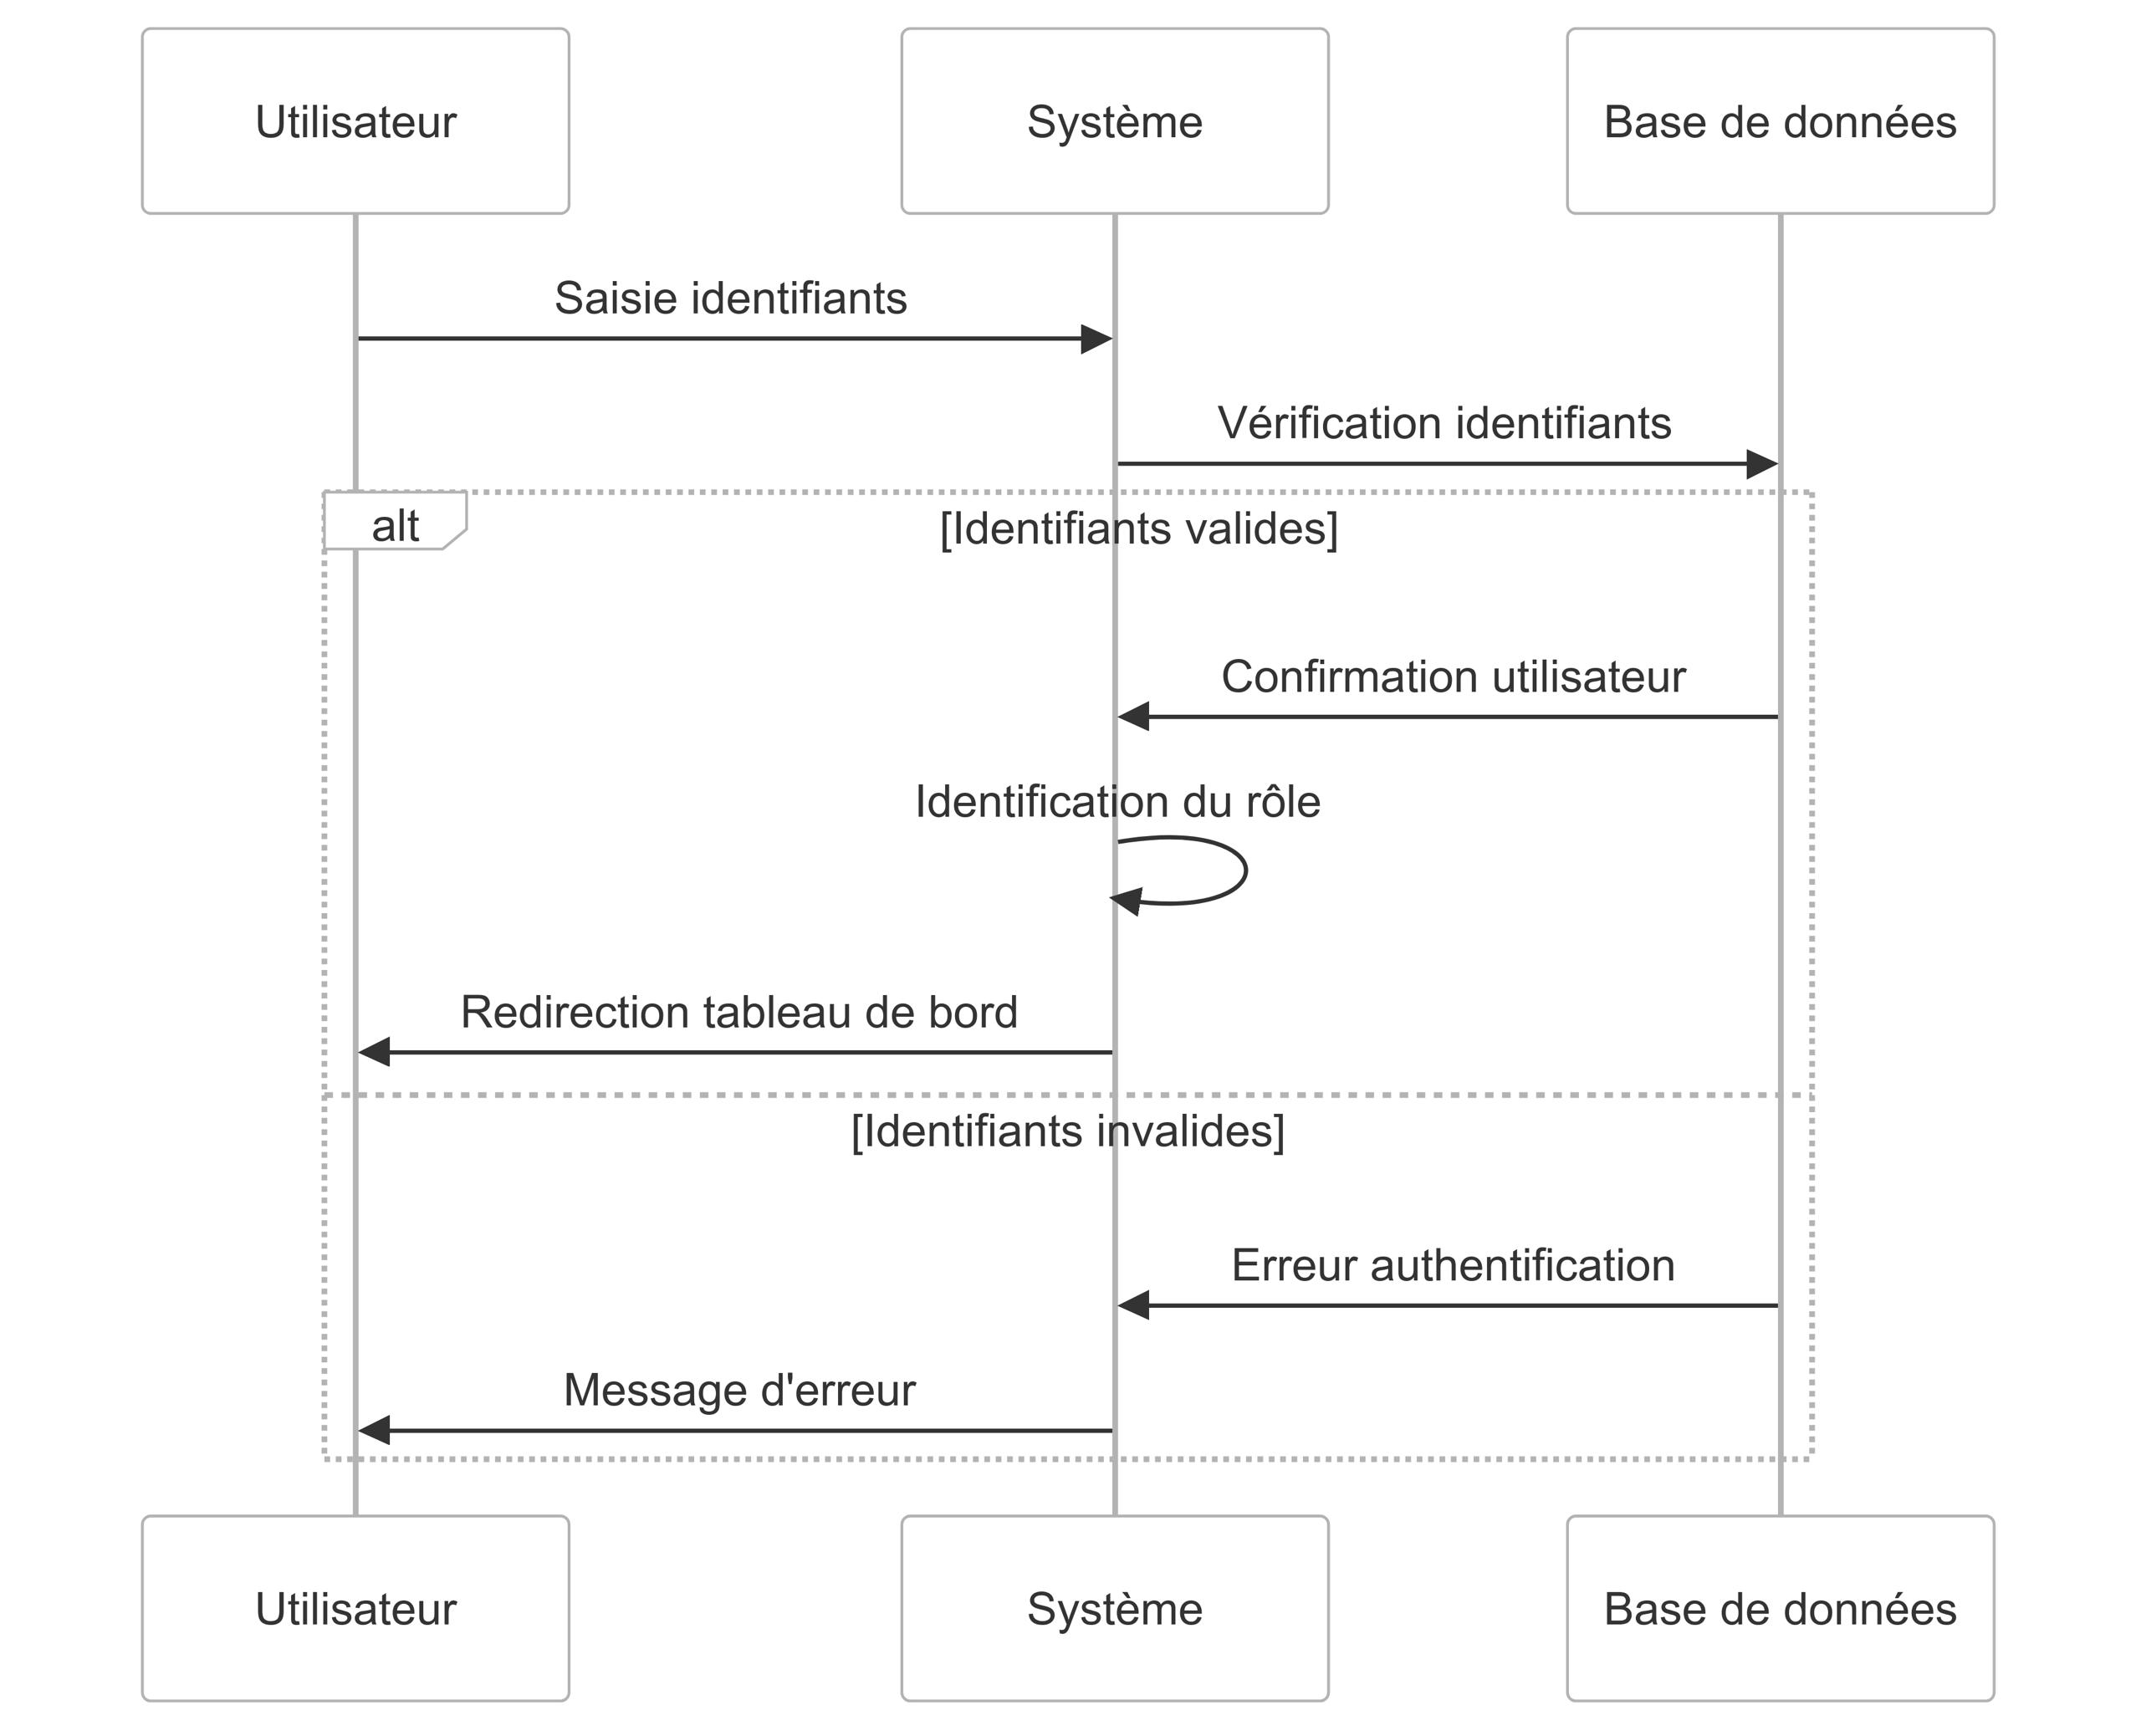 Utilisateur
Système
Base de données
Saisie identifiants
Vérification identifiants
alt
[Identifiants valides]
Confirmation utilisateur
Identification du rôle
Redirection tableau de bord
[Identifiants invalides]
Erreur authentification
Message d'erreur
Utilisateur
Système
Base de données